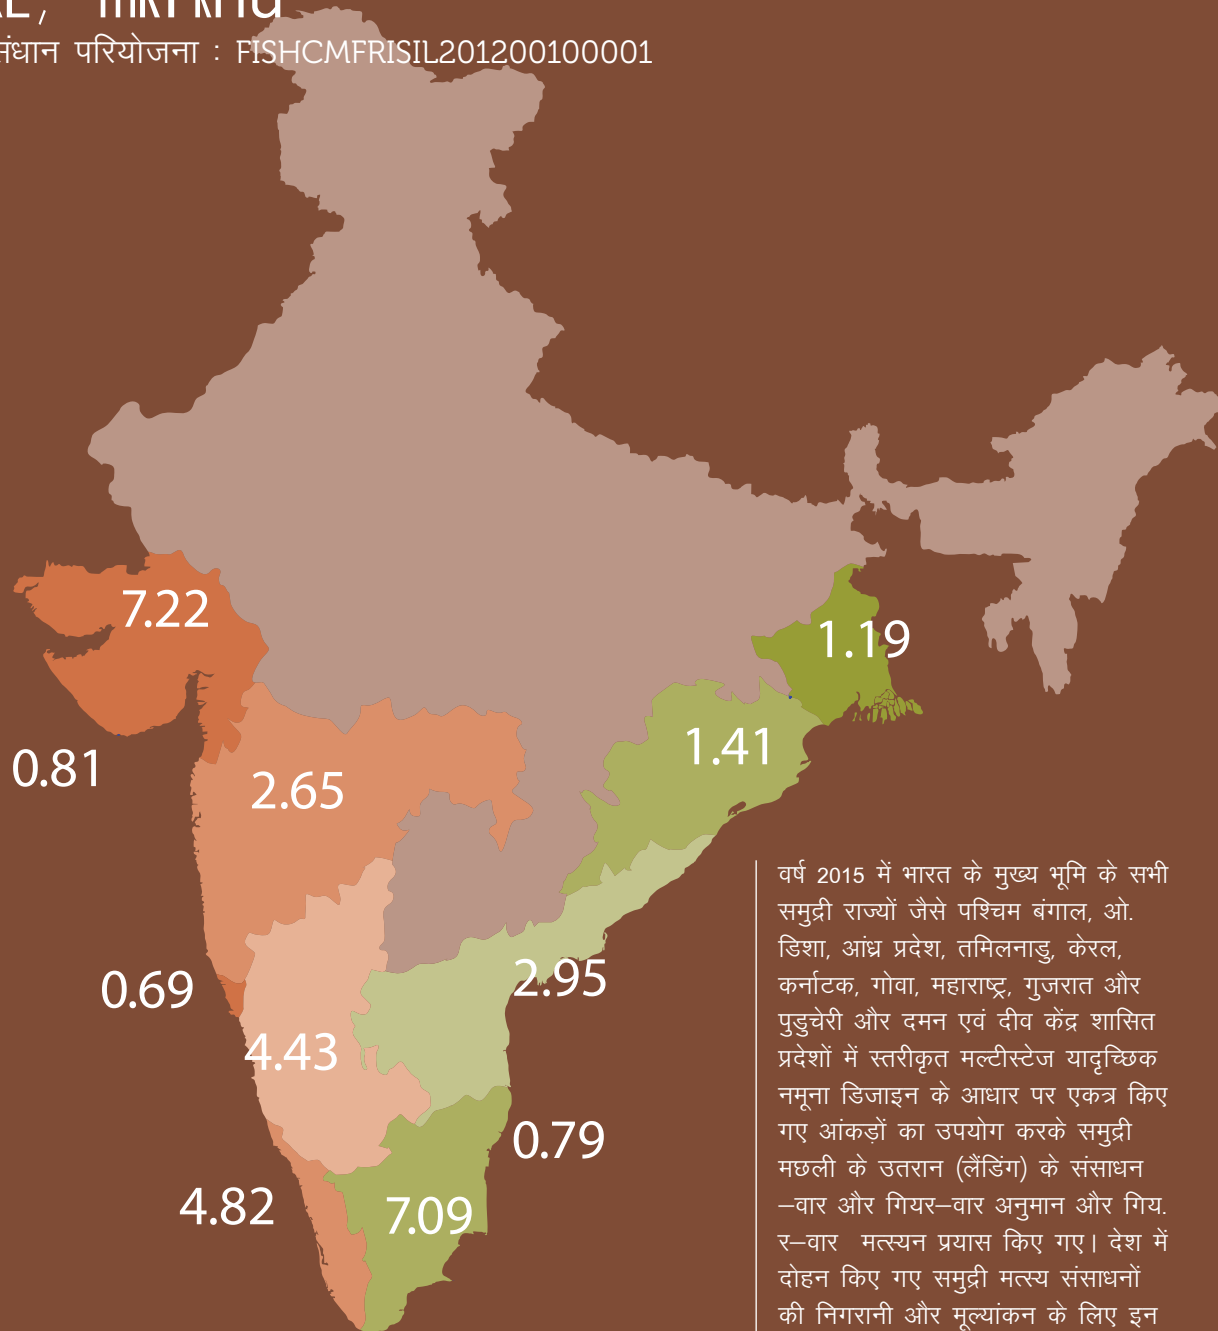 परियोजना : FISHCMFRISIL201200100001
7.22
1.19
0.81
2.65
1.41
0.69
2.95
4.43
0.79
4.82
7.09
वर्ष 2015 में भारत के मुख्य भूमि के सभी
समुद्री राज्यों जैसे पश्चिम बंगाल, ओ.
डिशा, आंध्र प्रदेश, तमिलनाडु, केरल,
कर्नाटक, गोवा, महाराष्ट्र, गुजरात और
पुडुचेरी और दमन एवं दीव केंद्र शासित
प्रदेशों में स्तरीकृत मल्टीस्टेज यादृच्छिक
नमूना डिजाइन के आधार पर एकत्र किए
गए आंकड़ों का उपयोग करके समुद्री
मछली के उतरान (लैंडिंग) के संसाधन
–वार और गियर–वार अनुमान और गिय.
र–वार मत्स्यन प्रयास किए गए। देश में
दोहन किए गए समुद्री मत्स्य संसाधनों
की निगरानी और मूल्यांकन के लिए इन